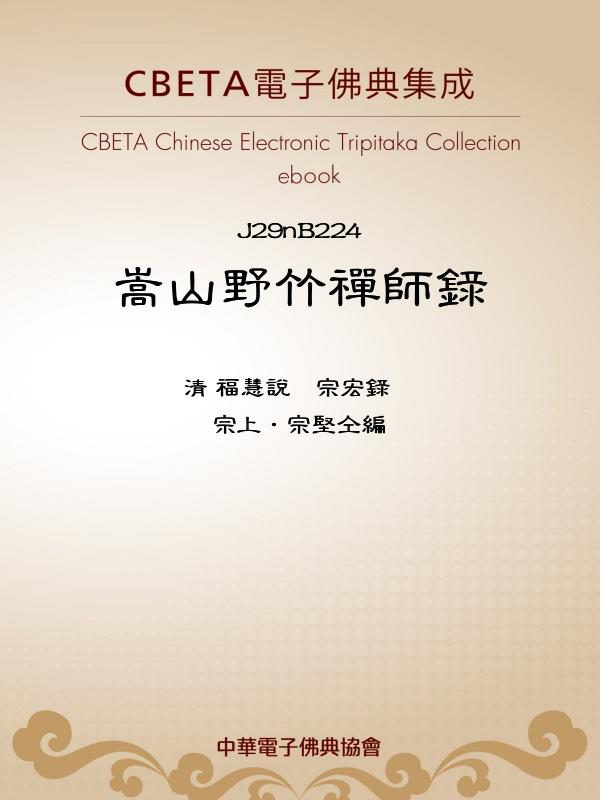 CBETA電子佛典集成
CBETA Chinese Electronic Tripitaka Collection
ebook
J29nB224
嵩山野竹禪師錄
清 福慧說　宗宏錄
宗上．宗堅仝編
中華電子佛典協會